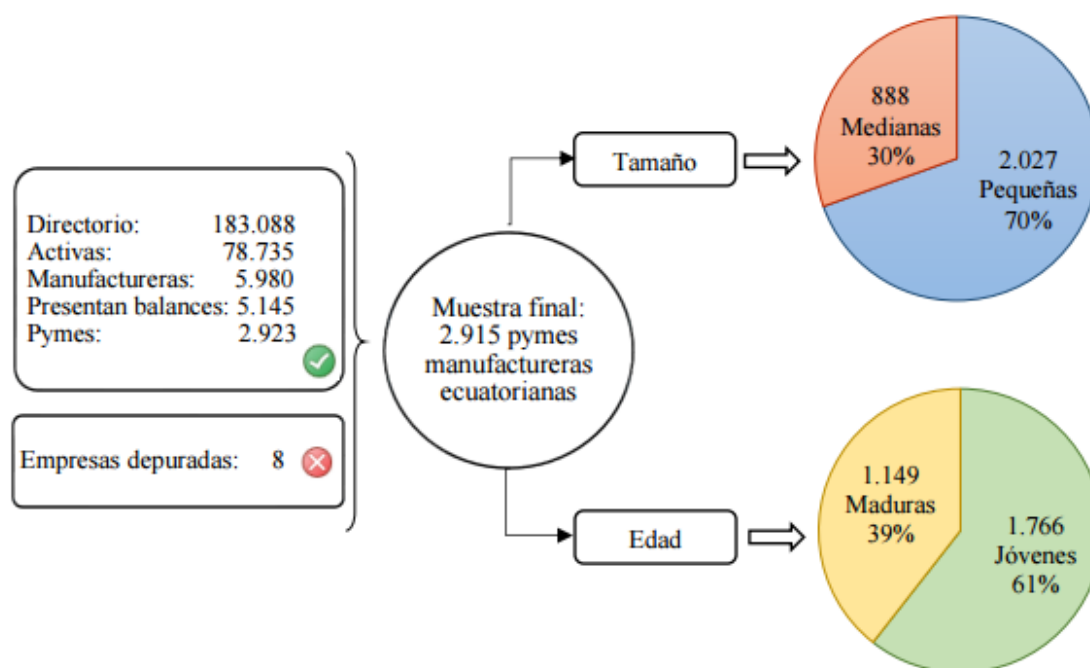 Directorio: 183.088
Activas: 78.735
Manufactureras: 5.980
Presentan balances: 5.145
Pymes: 2.923
Empresas depuradas: 8
Muestra final:
2.915 pymes
manufactureras
ecuatorianas
Tamaño
888
Medianas
30%
2.027
Pequeñas
70%
Edad
1.149
Maduras
39%
1.766
Jóvenes
61%